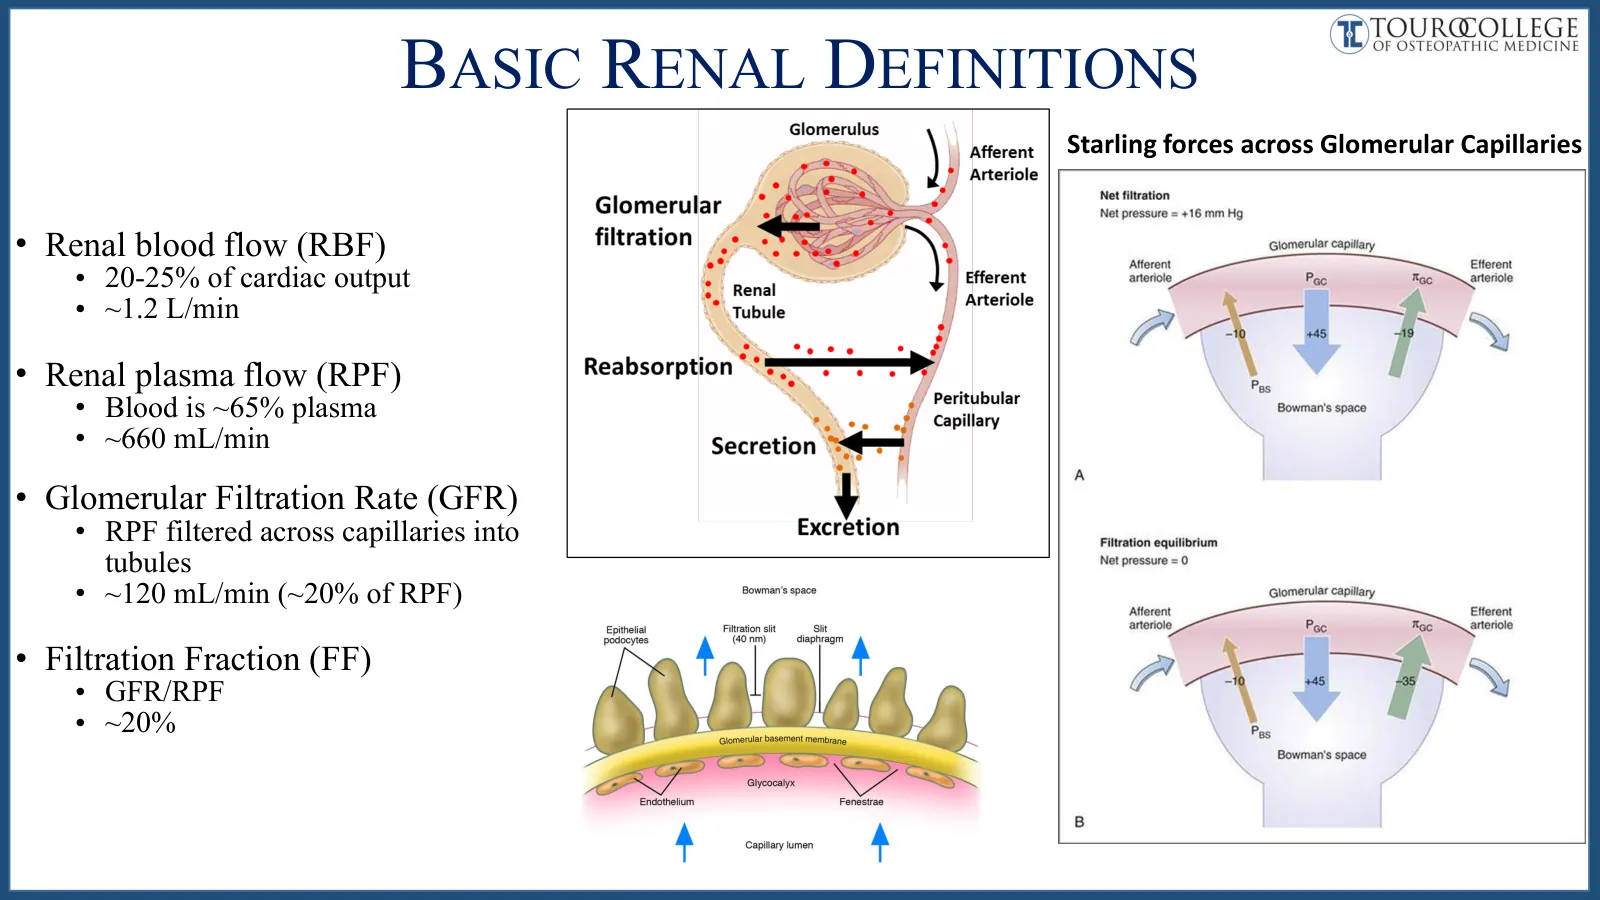 BASIC RENAL DEFINITIONS
TOURO COLLEGE
OF OSTEOPATHIC MEDICINE
• Renal blood flow (RBF)
• 20-25% of cardiac output
• ~1.2 L/min
• Renal plasma flow (RPF)
• Blood is ~65% plasma
• ~660 mL/min
• Glomerular Filtration Rate (GFR)
• RPF filtered across capillaries into
tubules
• ~120 mL/min (~20% of RPF)
• Filtration Fraction (FF)
• GFR/RPF
• ~20%
Glomerulus
Afferent
Arteriole
Glomerular
filtration
Efferent
Arteriole
Renal
Tubule
Reabsorption
Peritubular
Capillary
Secretion
Excretion
Bowman's space
Epithelial
podocytes
Filtration slit
(40 nm)
Slit
diaphragm
Glomerular basement membrane
Glycocalyx
Endothelium
Fenestrae
Capillary lumen
Starling forces across Glomerular Capillaries
Net filtration
Net pressure = +16 mm Hg
Glomerular capillary
Afferent
arteriole
PGC
πGC
Efferent
arteriole
–10
+45
–19
PBS
Bowman's space
A
Filtration equilibrium
Net pressure = 0
Glomerular capillary
Afferent
arteriole
PGC
πGC
Efferent
arteriole
–10
+45
–35
PBS
Bowman's space
B